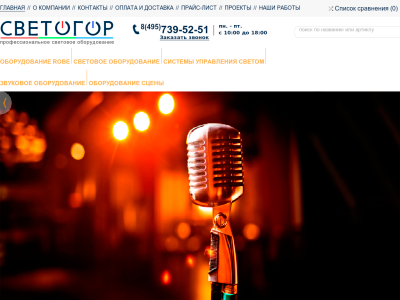 ГЛАВНАЯ // О КОМПАНИИ // КОНТАКТЫ // ОПЛАТА И ДОСТАВКА // ПРАЙС-ЛИСТ // ПРОЕКТЫ // НАШИ РАБОТЫ
Список сравнения (0)
СВЕТОГОР
профессиональное световое оборудование
8(495)739-52-51
Заказать звонок
пн. - пт.
с 10:00 до 18:00
Поиск по названию или артиклу
ОБОРУДОВАНИЕ ROBE
СВЕТОВОЕ ОБОРУДОВАНИЕ
СИСТЕМЫ УПРАВЛЕНИЯ СВЕТОМ
ЗВУКОВОЕ ОБОРУДОВАНИЕ
ОБОРУДОВАНИЕ СЦЕНЫ